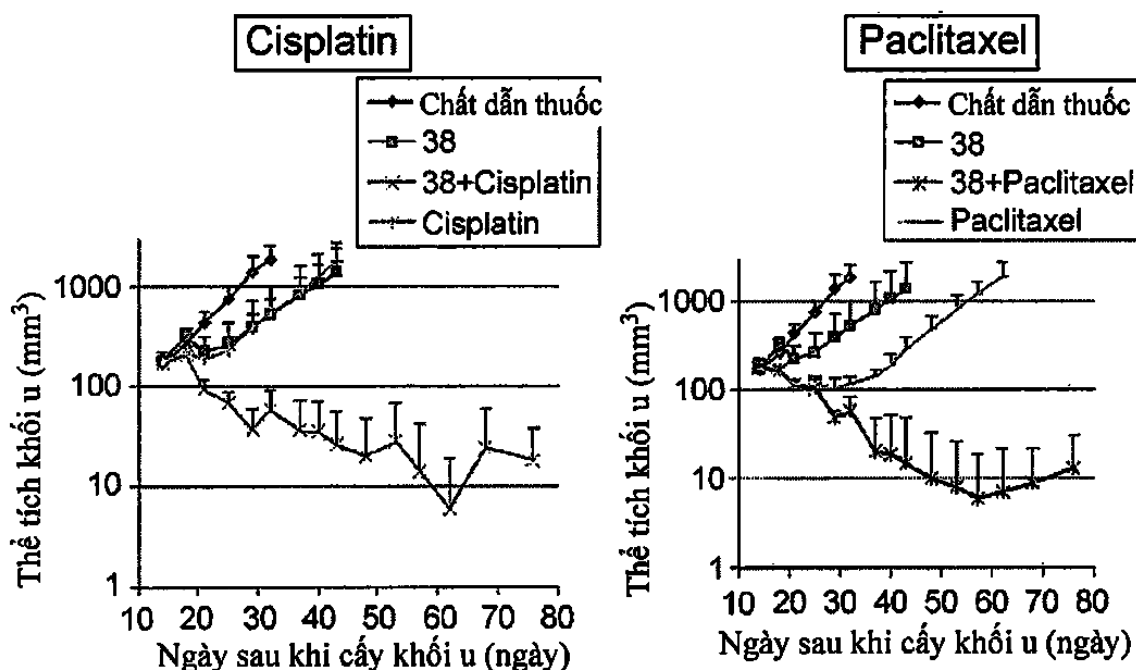 Cisplatin
Chất dẫn thuốc
38
38+Cisplatin
Cisplatin
Thể tích khối u (mm³)
1000
100
10
1
10 20 30 40 50 60 70 80
Ngày sau khi cấy khối u (ngày)
Paclitaxel
Chất dẫn thuốc
38
38+Paclitaxel
Paclitaxel
Thể tích khối u (mm³)
1000
100
10
1
10 20 30 40 50 60 70 80
Ngày sau khi cấy khối u (ngày)